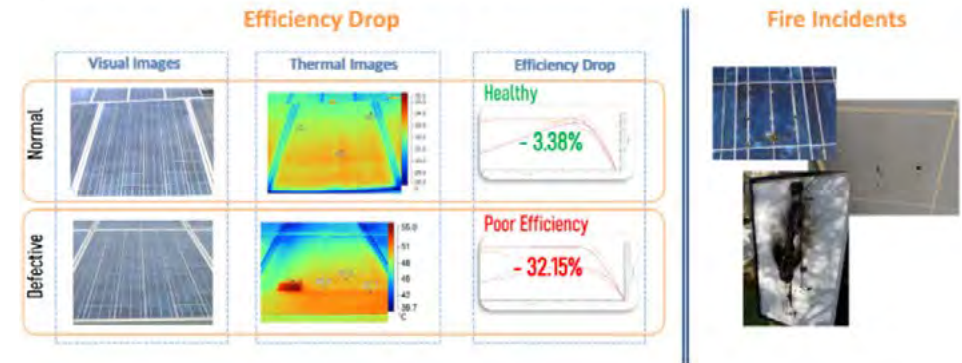 Efficiency Drop
Fire Incidents
Visual Images
Thermal Images
Efficiency Drop
Normal
Healthy
- 3.38%
Defective
55.0
51
48
45
42
39.7
°C
Poor Efficiency
- 32.15%